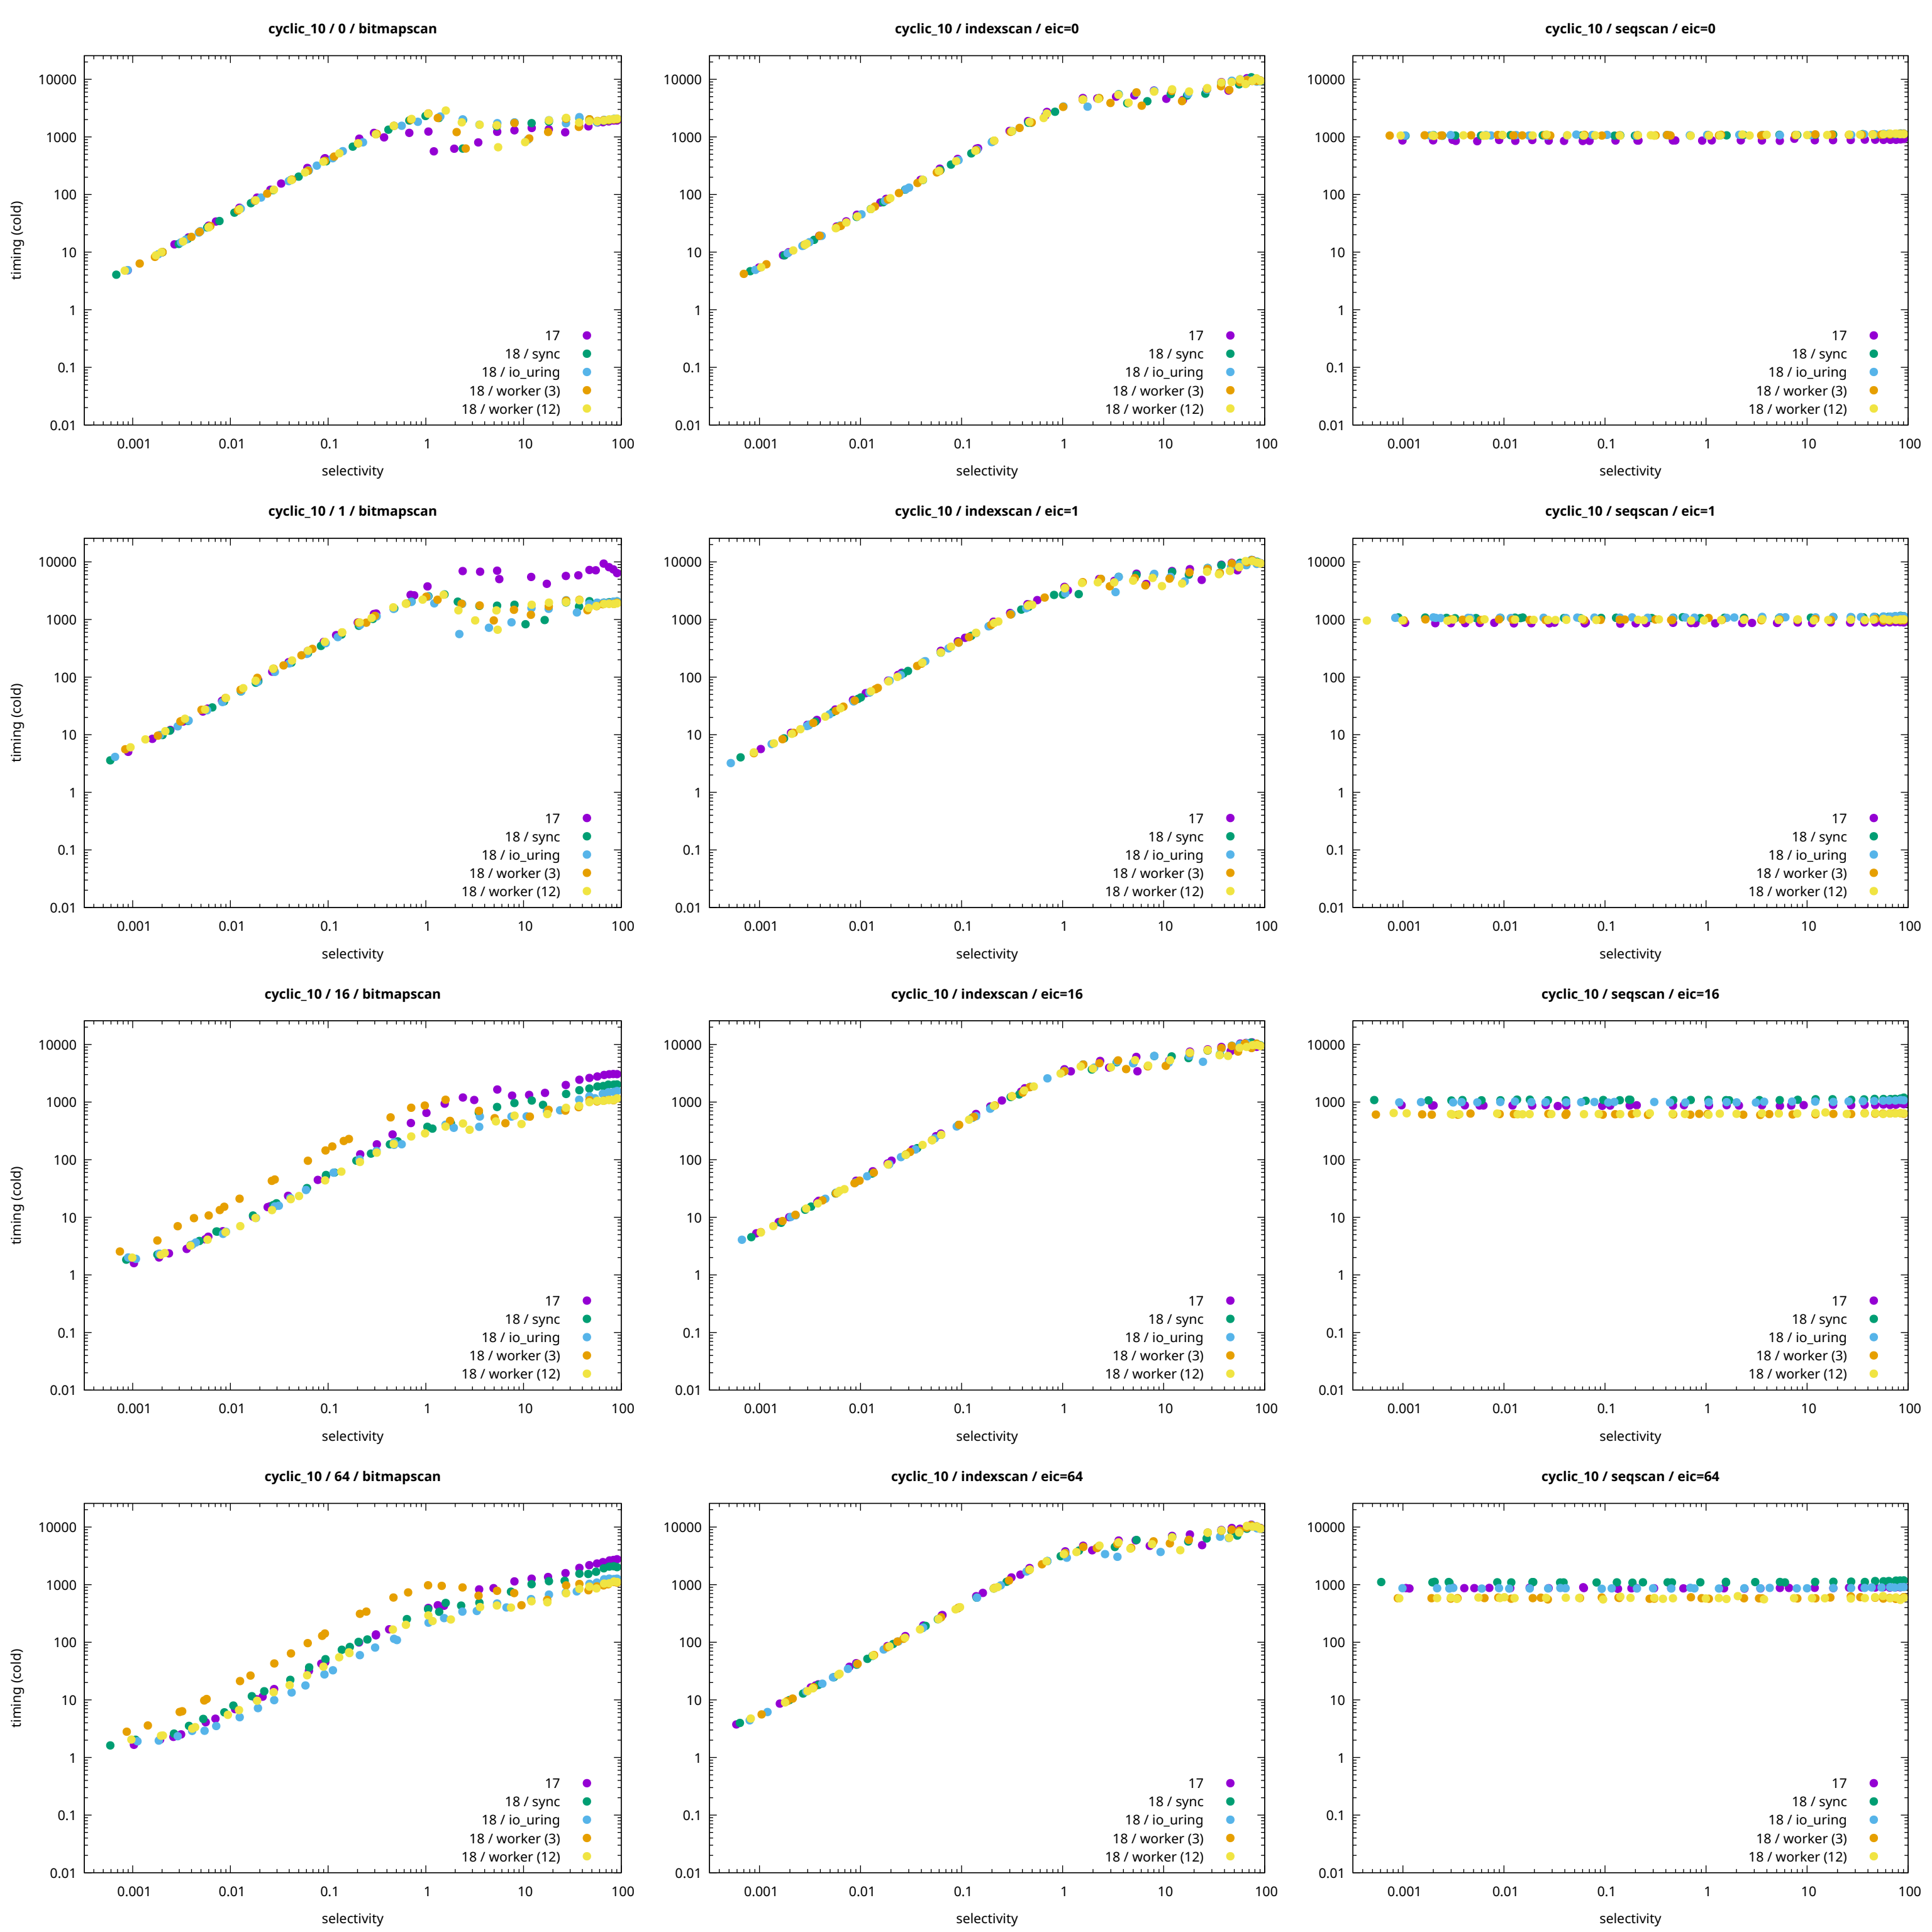 cyclic_10 / 0 / bitmapscan
10000
1000
100
10
1
0.1
0.01
timing (cold)
17
18 / sync
18 / io_uring
18 / worker (3)
18 / worker (12)
0.001 0.01 0.1 1 10 100
selectivity
cyclic_10 / indexscan / eic=0
10000
1000
100
10
1
0.1
0.01
17
18 / sync
18 / io_uring
18 / worker (3)
18 / worker (12)
0.001 0.01 0.1 1 10 100
selectivity
cyclic_10 / seqscan / eic=0
10000
1000
100
10
1
0.1
0.01
17
18 / sync
18 / io_uring
18 / worker (3)
18 / worker (12)
0.001 0.01 0.1 1 10 100
selectivity
cyclic_10 / 1 / bitmapscan
10000
1000
100
10
1
0.1
0.01
timing (cold)
17
18 / sync
18 / io_uring
18 / worker (3)
18 / worker (12)
0.001 0.01 0.1 1 10 100
selectivity
cyclic_10 / indexscan / eic=1
10000
1000
100
10
1
0.1
0.01
17
18 / sync
18 / io_uring
18 / worker (3)
18 / worker (12)
0.001 0.01 0.1 1 10 100
selectivity
cyclic_10 / seqscan / eic=1
10000
1000
100
10
1
0.1
0.01
17
18 / sync
18 / io_uring
18 / worker (3)
18 / worker (12)
0.001 0.01 0.1 1 10 100
selectivity
cyclic_10 / 16 / bitmapscan
10000
1000
100
10
1
0.1
0.01
timing (cold)
17
18 / sync
18 / io_uring
18 / worker (3)
18 / worker (12)
0.001 0.01 0.1 1 10 100
selectivity
cyclic_10 / indexscan / eic=16
10000
1000
100
10
1
0.1
0.01
17
18 / sync
18 / io_uring
18 / worker (3)
18 / worker (12)
0.001 0.01 0.1 1 10 100
selectivity
cyclic_10 / seqscan / eic=16
10000
1000
100
10
1
0.1
0.01
17
18 / sync
18 / io_uring
18 / worker (3)
18 / worker (12)
0.001 0.01 0.1 1 10 100
selectivity
cyclic_10 / 64 / bitmapscan
10000
1000
100
10
1
0.1
0.01
timing (cold)
17
18 / sync
18 / io_uring
18 / worker (3)
18 / worker (12)
0.001 0.01 0.1 1 10 100
selectivity
cyclic_10 / indexscan / eic=64
10000
1000
100
10
1
0.1
0.01
17
18 / sync
18 / io_uring
18 / worker (3)
18 / worker (12)
0.001 0.01 0.1 1 10 100
selectivity
cyclic_10 / seqscan / eic=64
10000
1000
100
10
1
0.1
0.01
17
18 / sync
18 / io_uring
18 / worker (3)
18 / worker (12)
0.001 0.01 0.1 1 10 100
selectivity